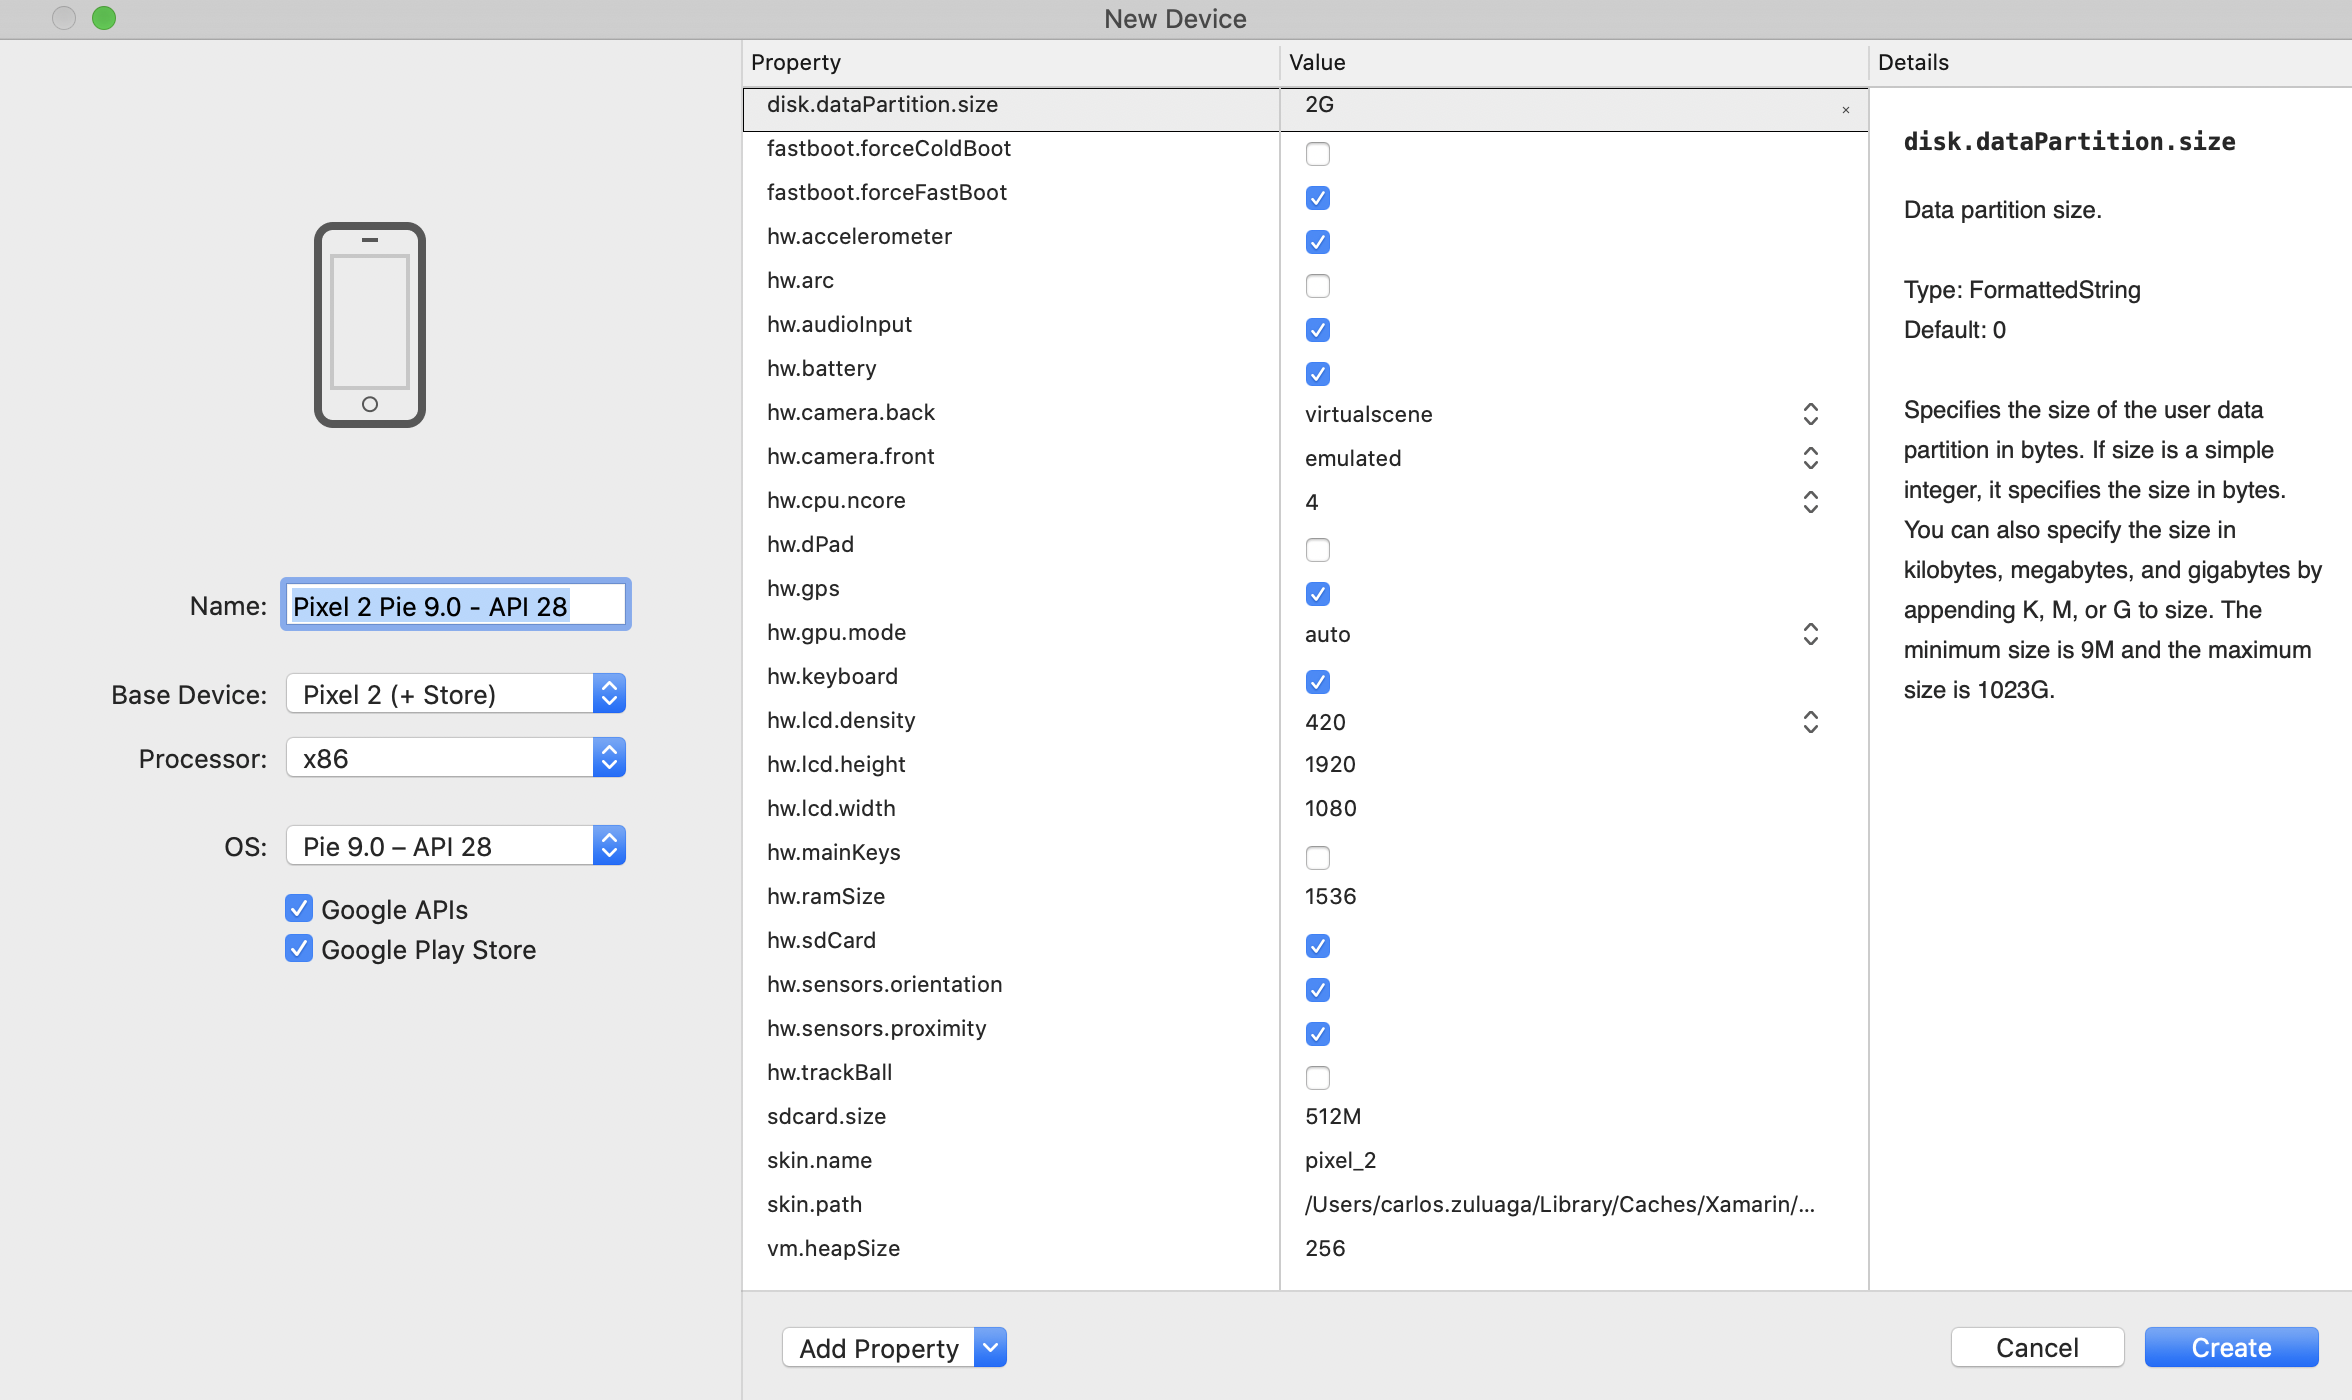 New Device
Name: Pixel 2 Pie 9.0 - API 28
Base Device: Pixel 2 (+ Store)
Processor: x86
OS: Pie 9.0 – API 28
Google APIs
Google Play Store
Property Value Details
disk.dataPartition.size 2G ×
fastboot.forceColdBoot
fastboot.forceFastBoot
hw.accelerometer
hw.arc
hw.audioInput
hw.battery
hw.camera.back virtualscene
hw.camera.front emulated
hw.cpu.ncore 4
hw.dPad
hw.gps
hw.gpu.mode auto
hw.keyboard
hw.lcd.density 420
hw.lcd.height 1920
hw.lcd.width 1080
hw.mainKeys
hw.ramSize 1536
hw.sdCard
hw.sensors.orientation
hw.sensors.proximity
hw.trackBall
sdcard.size 512M
skin.name pixel_2
skin.path /Users/carlos.zuluaga/Library/Caches/Xamarin/...
vm.heapSize 256
disk.dataPartition.size
Data partition size.
Type: FormattedString
Default: 0
Specifies the size of the user data
partition in bytes. If size is a simple
integer, it specifies the size in bytes.
You can also specify the size in
kilobytes, megabytes, and gigabytes by
appending K, M, or G to size. The
minimum size is 9M and the maximum
size is 1023G.
Add Property
Cancel
Create